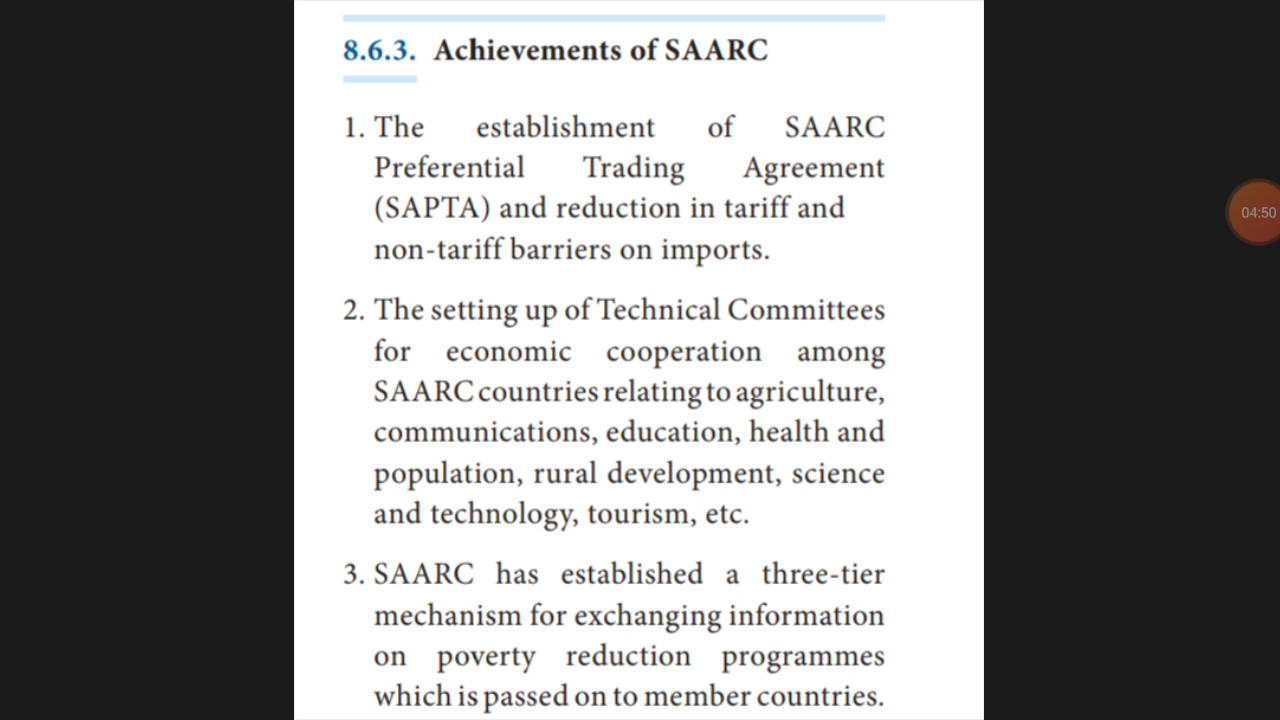 8.6.3. Achievements of SAARC
1. The establishment of SAARC
Preferential Trading Agreement
(SAPTA) and reduction in tariff and
non-tariff barriers on imports.
2. The setting up of Technical Committees
for economic cooperation among
SAARC countries relating to agriculture,
communications, education, health and
population, rural development, science
and technology, tourism, etc.
3. SAARC has established a three-tier
mechanism for exchanging information
on poverty reduction programmes
which is passed on to member countries.
04:50